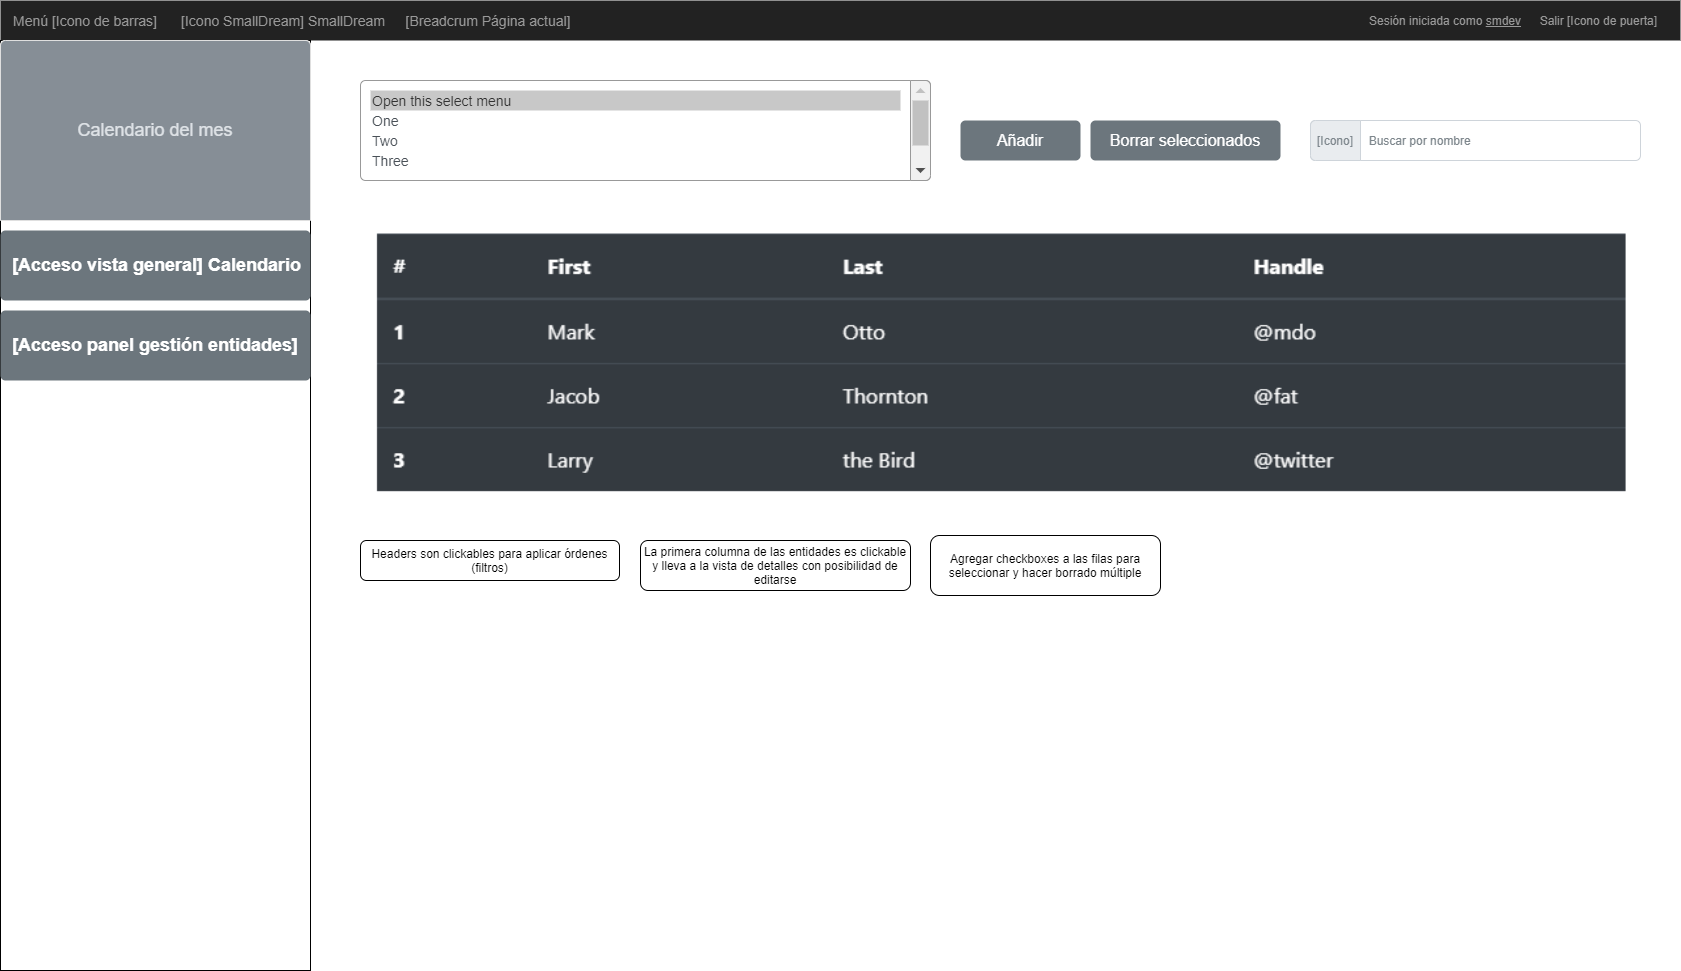 Menú [Icono de barras] [Icono SmallDream] SmallDream [Breadcrum Página actual] Sesión iniciada como smdev Salir [Icono de puerta]
Calendario del mes
[Acceso vista general] Calendario
[Acceso panel gestión entidades]
Open this select menu
One
Two
Three
Añadir Borrar seleccionados [Icono] Buscar por nombre
# First Last Handle
1 Mark Otto @mdo
2 Jacob Thornton @fat
3 Larry the Bird @twitter
Headers son clickables para aplicar órdenes
(filtros)
La primera columna de las entidades es clickable
y lleva a la vista de detalles con posibilidad de
editarse
Agregar checkboxes a las filas para
seleccionar y hacer borrado múltiple